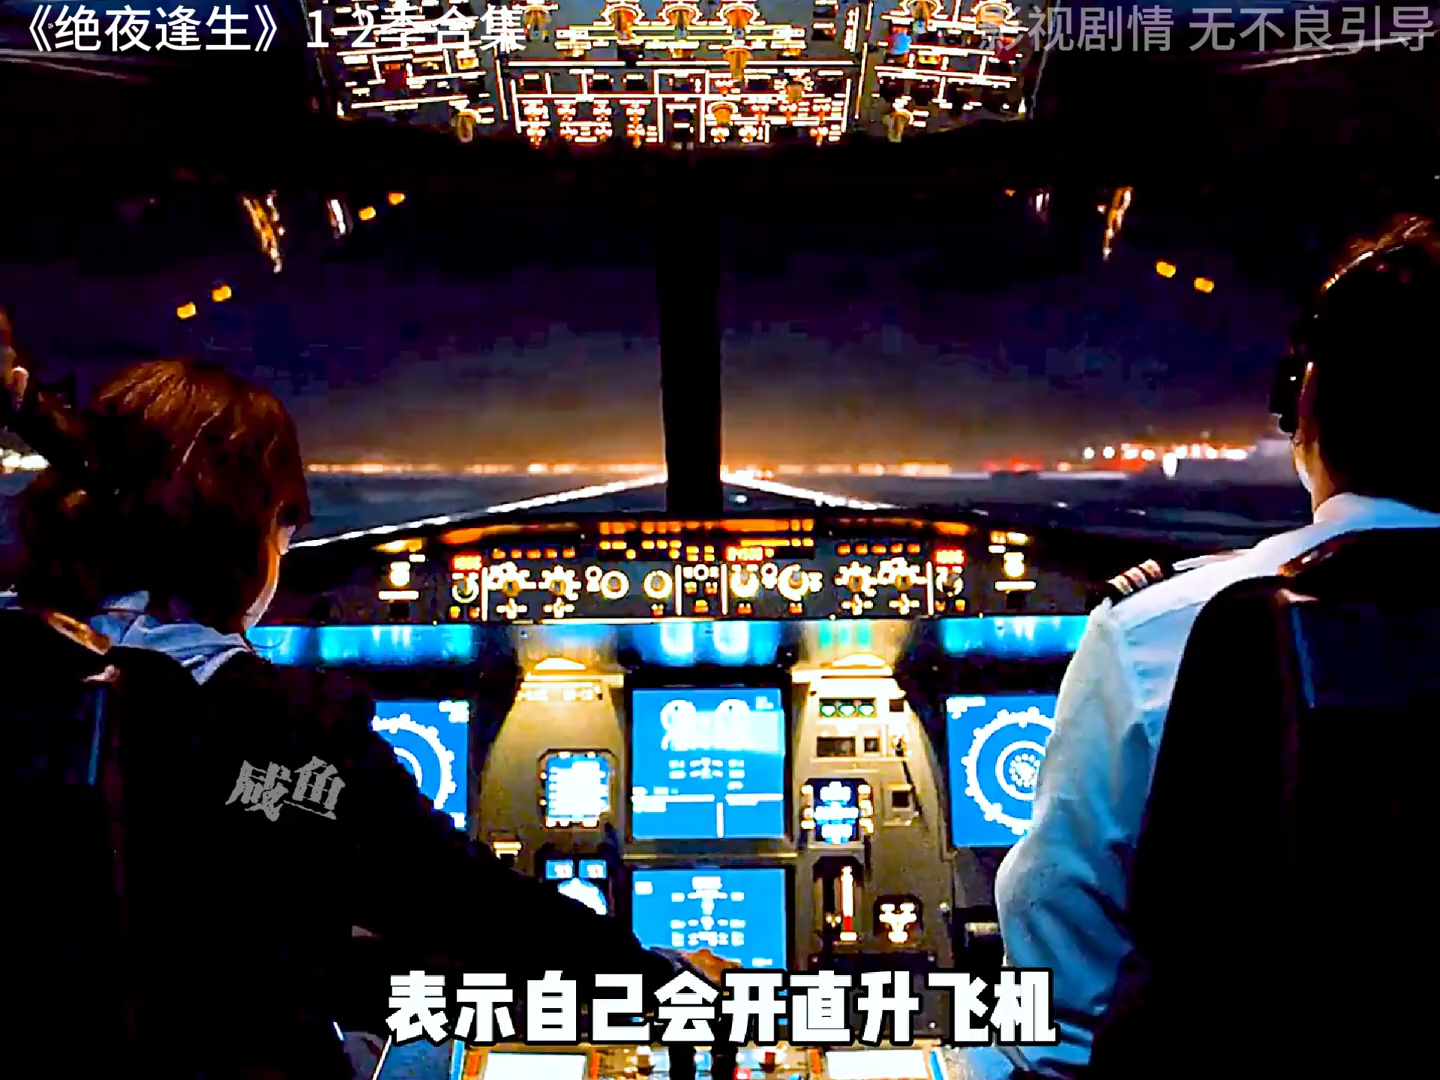 《绝夜逢生》1-2季合集
影视剧情 无不良引导
咸鱼
表示自己会开直升飞机